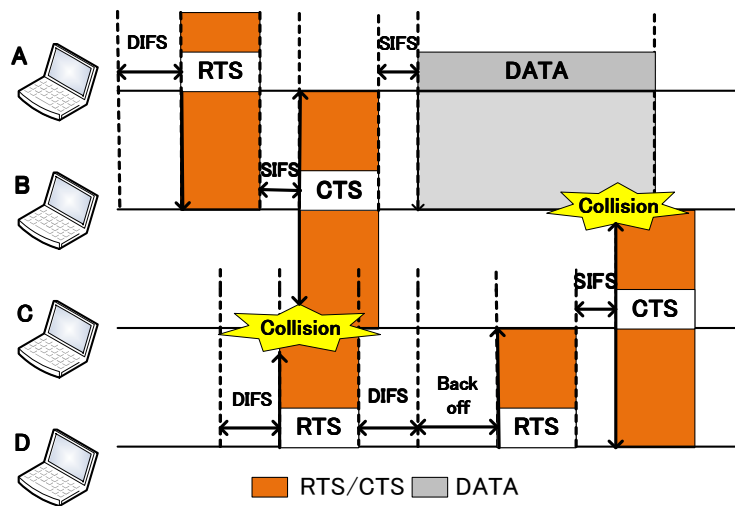 DIFS
SIFS
A
RTS
DATA
SIFS
B
CTS
Collision
SIFS
C
Collision
CTS
DIFS
DIFS
Back
off
RTS
RTS
D
RTS/CTS
DATA